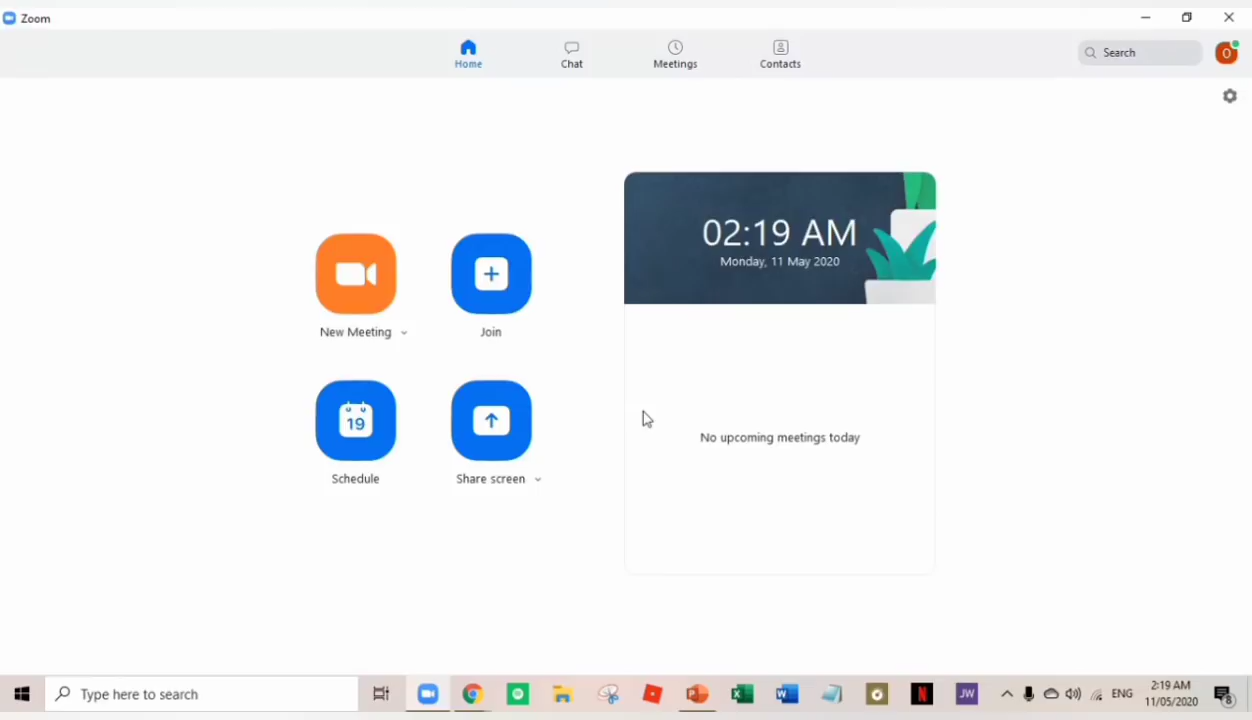 Zoom
Home
Chat
Meetings
Contacts
Search
O
02:19 AM
Monday, 11 May 2020
New Meeting
Join
19
Schedule
Share screen
No upcoming meetings today
Type here to search
JW
ENG
2:19 AM
11/05/2020
8